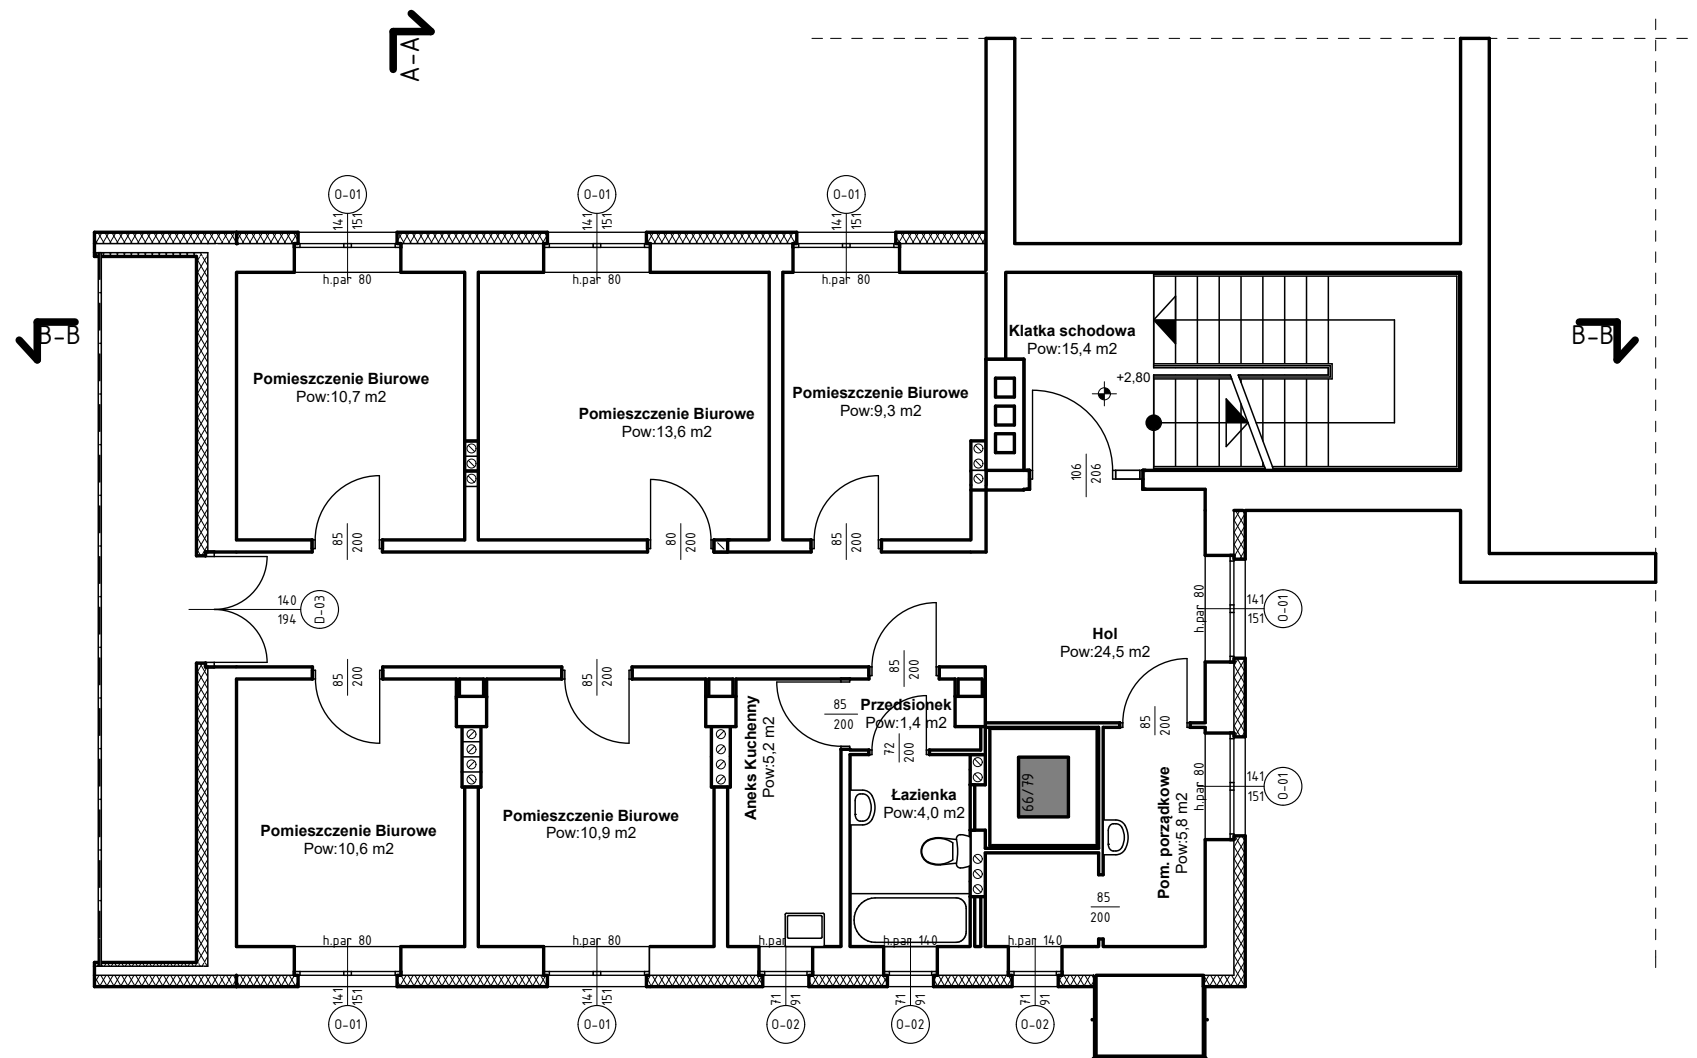 A-A
O-01
O-01
O-01
141
151
141
151
141
151
h.par 80
h.par 80
h.par 80
B-B
B-B
Klatka schodowa
Pow:15,4 m2
+2,80
Pomieszczenie Biurowe
Pow:10,7 m2
Pomieszczenie Biurowe
Pow:13,6 m2
Pomieszczenie Biurowe
Pow:9,3 m2
106
206
85
200
80
200
85
200
140
194
D-03
h.par 80
141
151
O-01
Hol
Pow:24,5 m2
85
200
85
200
85
200
85
200
Przedsionek
Pow:1,4 m2
85
200
72
200
Aneks Kuchenny
Pow:5,2 m2
66/79
Łazienka
Pow:4,0 m2
Pom. porządkowe
Pow:5,8 m2
h.par 80
141
151
O-01
Pomieszczenie Biurowe
Pow:10,6 m2
Pomieszczenie Biurowe
Pow:10,9 m2
85
200
h.par 80
h.par 80
h.par
h.par 140
h.par 140
141
151
141
151
71
91
71
91
71
91
O-01
O-01
O-02
O-02
O-02